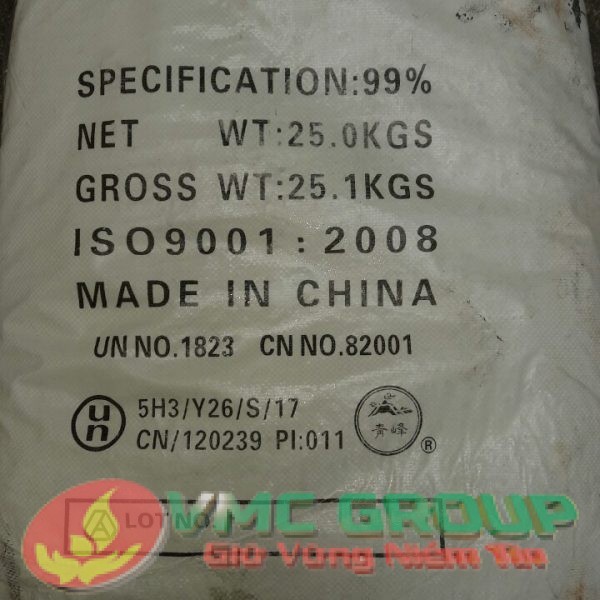 SPECIFICATION:99%
NET WT:25.0KGS
GROSS WT:25.1KGS
ISO9001:2008
MADE IN CHINA
UN NO.1823 CN NO.82001
un 5H3/Y26/S/17
CN/120239 PI:011
青峰 ®
LOT NO
VMC GROUP
Giữ Vững Niềm Tin